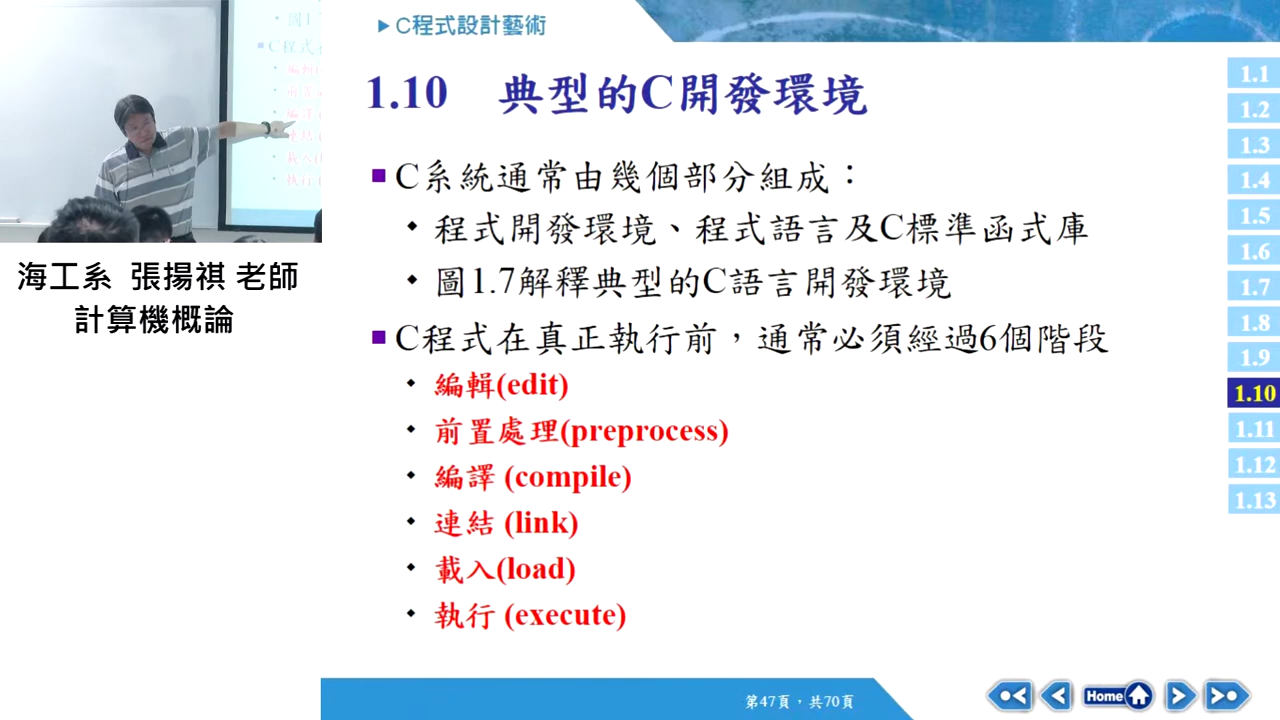 C程式設計藝術
1.10 典型的C開發環境
C系統通常由幾個部分組成：
程式開發環境、程式語言及C標準函式庫
圖1.7解釋典型的C語言開發環境
C程式在真正執行前，通常必須經過6個階段
編輯(edit)
前置處理(preprocess)
編譯 (compile)
連結 (link)
載入(load)
執行 (execute)
海工系 張揚祺 老師
計算機概論
1.1
1.2
1.3
1.4
1.5
1.6
1.7
1.8
1.9
1.10
1.11
1.12
1.13
第47頁，共70頁
Home